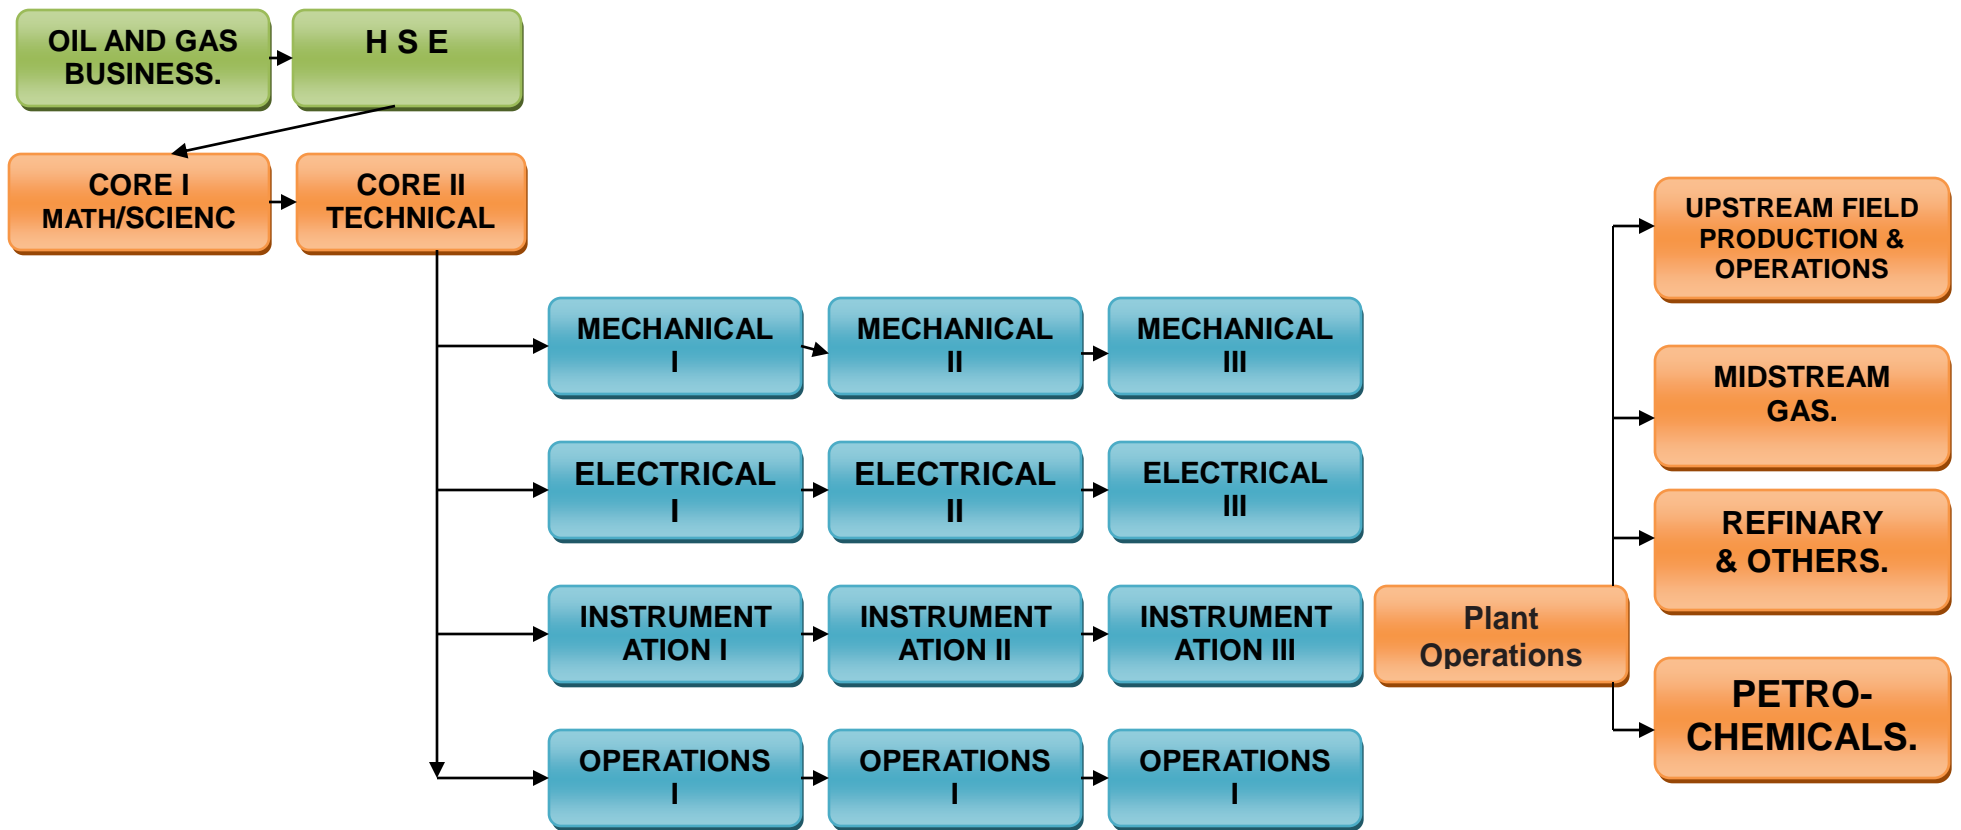 OIL AND GAS
BUSINESS.
H S E
CORE I
MATH/SCIENC
CORE II
TECHNICAL
MECHANICAL
I
MECHANICAL
II
MECHANICAL
III
ELECTRICAL
I
ELECTRICAL
II
ELECTRICAL
III
INSTRUMENT
ATION I
INSTRUMENT
ATION II
INSTRUMENT
ATION III
OPERATIONS
I
OPERATIONS
I
OPERATIONS
I
Plant
Operations
UPSTREAM FIELD
PRODUCTION &
OPERATIONS
MIDSTREAM
GAS.
REFINARY
& OTHERS.
PETRO-
CHEMICALS.